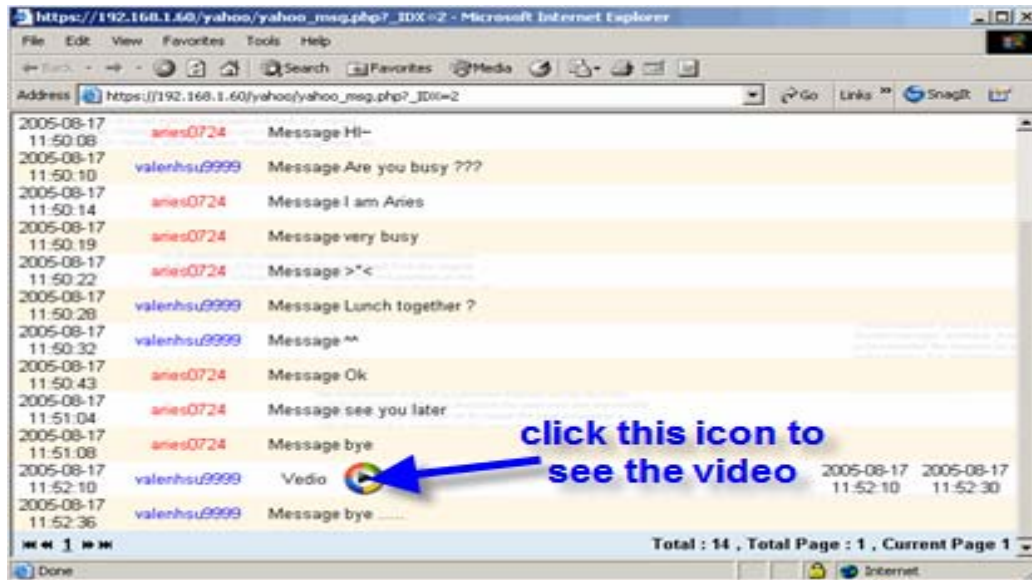 https://192.168.1.60/yahoo/yahoo_msg.php?_IDX=2 - Microsoft Internet Explorer
File Edit View Favorites Tools Help
Back Search Favorites Media
Address https://192.168.1.60/yahoo/yahoo_msg.php?_IDX=2 Go Links » SnagIt
2005-08-17 11:50:08 aries0724 Message HI~
2005-08-17 11:50:10 valenhsu9999 Message Are you busy ???
2005-08-17 11:50:14 aries0724 Message I am Aries
2005-08-17 11:50:19 aries0724 Message very busy
2005-08-17 11:50:22 aries0724 Message >"<
2005-08-17 11:50:28 valenhsu9999 Message Lunch together ?
2005-08-17 11:50:32 valenhsu9999 Message ^^
2005-08-17 11:50:43 aries0724 Message Ok
2005-08-17 11:51:04 aries0724 Message see you later
2005-08-17 11:51:08 aries0724 Message bye
click this icon to
see the video
2005-08-17 11:52:10 valenhsu9999 Vedio 2005-08-17 11:52:10 2005-08-17 11:52:30
2005-08-17 11:52:36 valenhsu9999 Message bye ......
1 Total : 14 , Total Page : 1 , Current Page 1
Done Internet